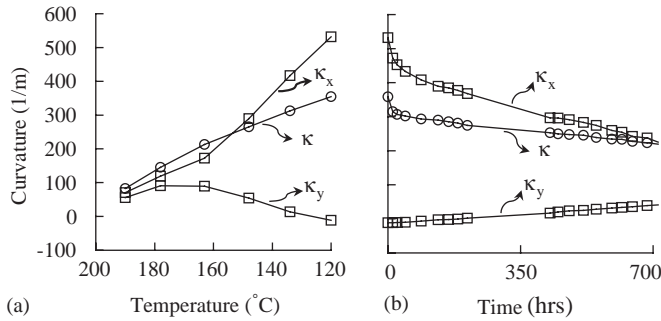 600
500
400
300
200
100
0
-100
Curvature (1/m)
κx
κ
κy
200
180
160
140
120
(a)
Temperature (°C)
κx
κ
κy
0
350
700
(b)
Time (hrs)